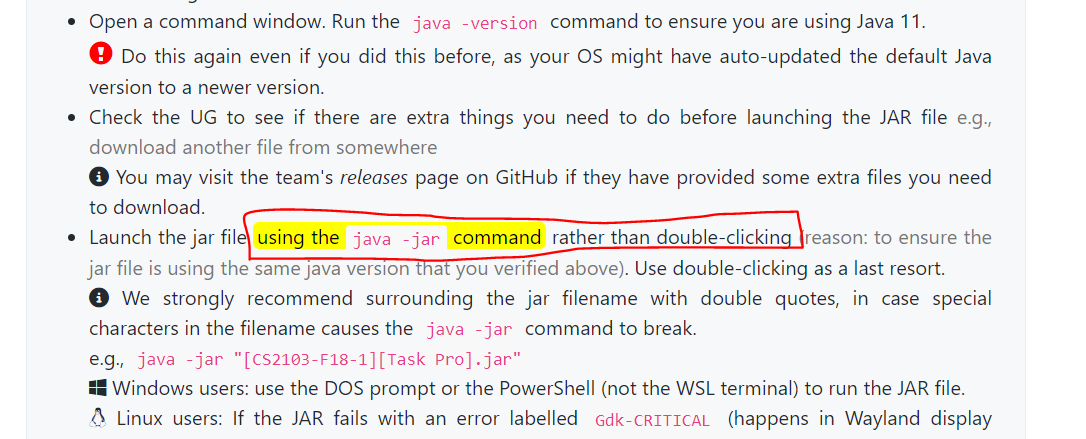 • Open a command window. Run the java -version command to ensure you are using Java 11.
Do this again even if you did this before, as your OS might have auto-updated the default Java
version to a newer version.
• Check the UG to see if there are extra things you need to do before launching the JAR file e.g.,
download another file from somewhere
You may visit the team's releases page on GitHub if they have provided some extra files you need
to download.
• Launch the jar file using the java -jar command rather than double-clicking (reason: to ensure the
jar file is using the same java version that you verified above). Use double-clicking as a last resort.
We strongly recommend surrounding the jar filename with double quotes, in case special
characters in the filename causes the java -jar command to break.
e.g., java -jar "[CS2103-F18-1][Task Pro].jar"
Windows users: use the DOS prompt or the PowerShell (not the WSL terminal) to run the JAR file.
Linux users: If the JAR fails with an error labelled Gdk-CRITICAL (happens in Wayland display